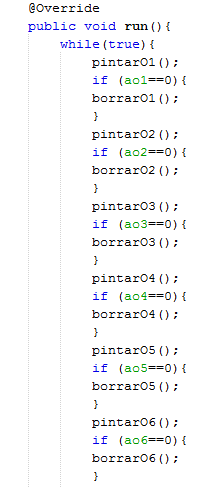 @Override
public void run(){
while(true){
pintarO1();
if (ao1==0){
borrarO1();
}
pintarO2();
if (ao2==0){
borrarO2();
}
pintarO3();
if (ao3==0){
borrarO3();
}
pintarO4();
if (ao4==0){
borrarO4();
}
pintarO5();
if (ao5==0){
borrarO5();
}
pintarO6();
if (ao6==0){
borrarO6();
}